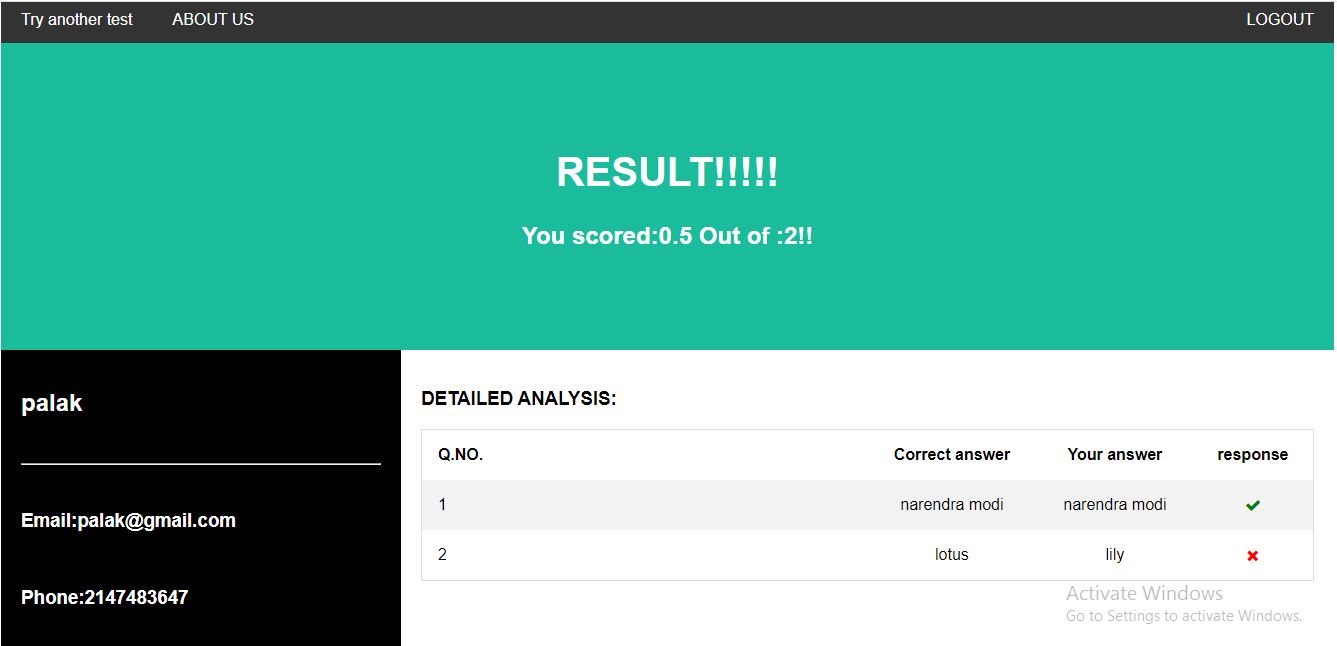 Try another test ABOUT US LOGOUT
RESULT!!!!!
You scored:0.5 Out of :2!!
palak
Email:palak@gmail.com
Phone:2147483647
DETAILED ANALYSIS:
Q.NO. Correct answer Your answer response
1 narendra modi narendra modi ✔
2 lotus lily ✖
Activate Windows
Go to Settings to activate Windows.